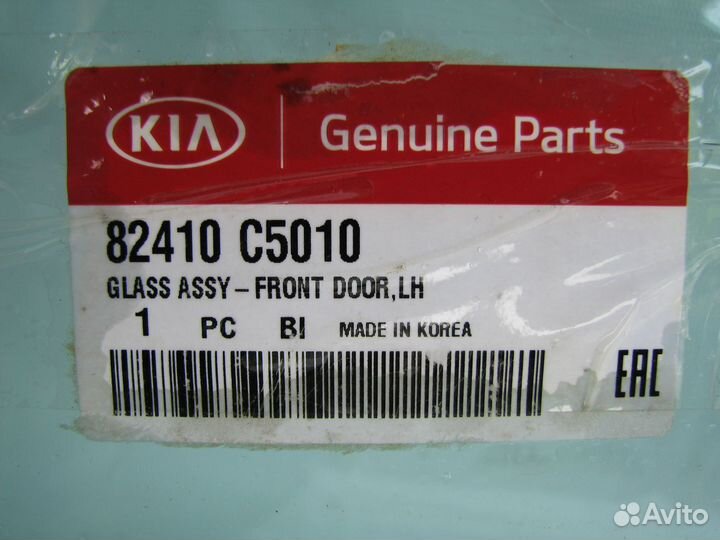 KIA Genuine Parts
82410 C5010
GLASS ASSY-FRONT DOOR,LH
1 PC BI MADE IN KOREA
EAC
Avito